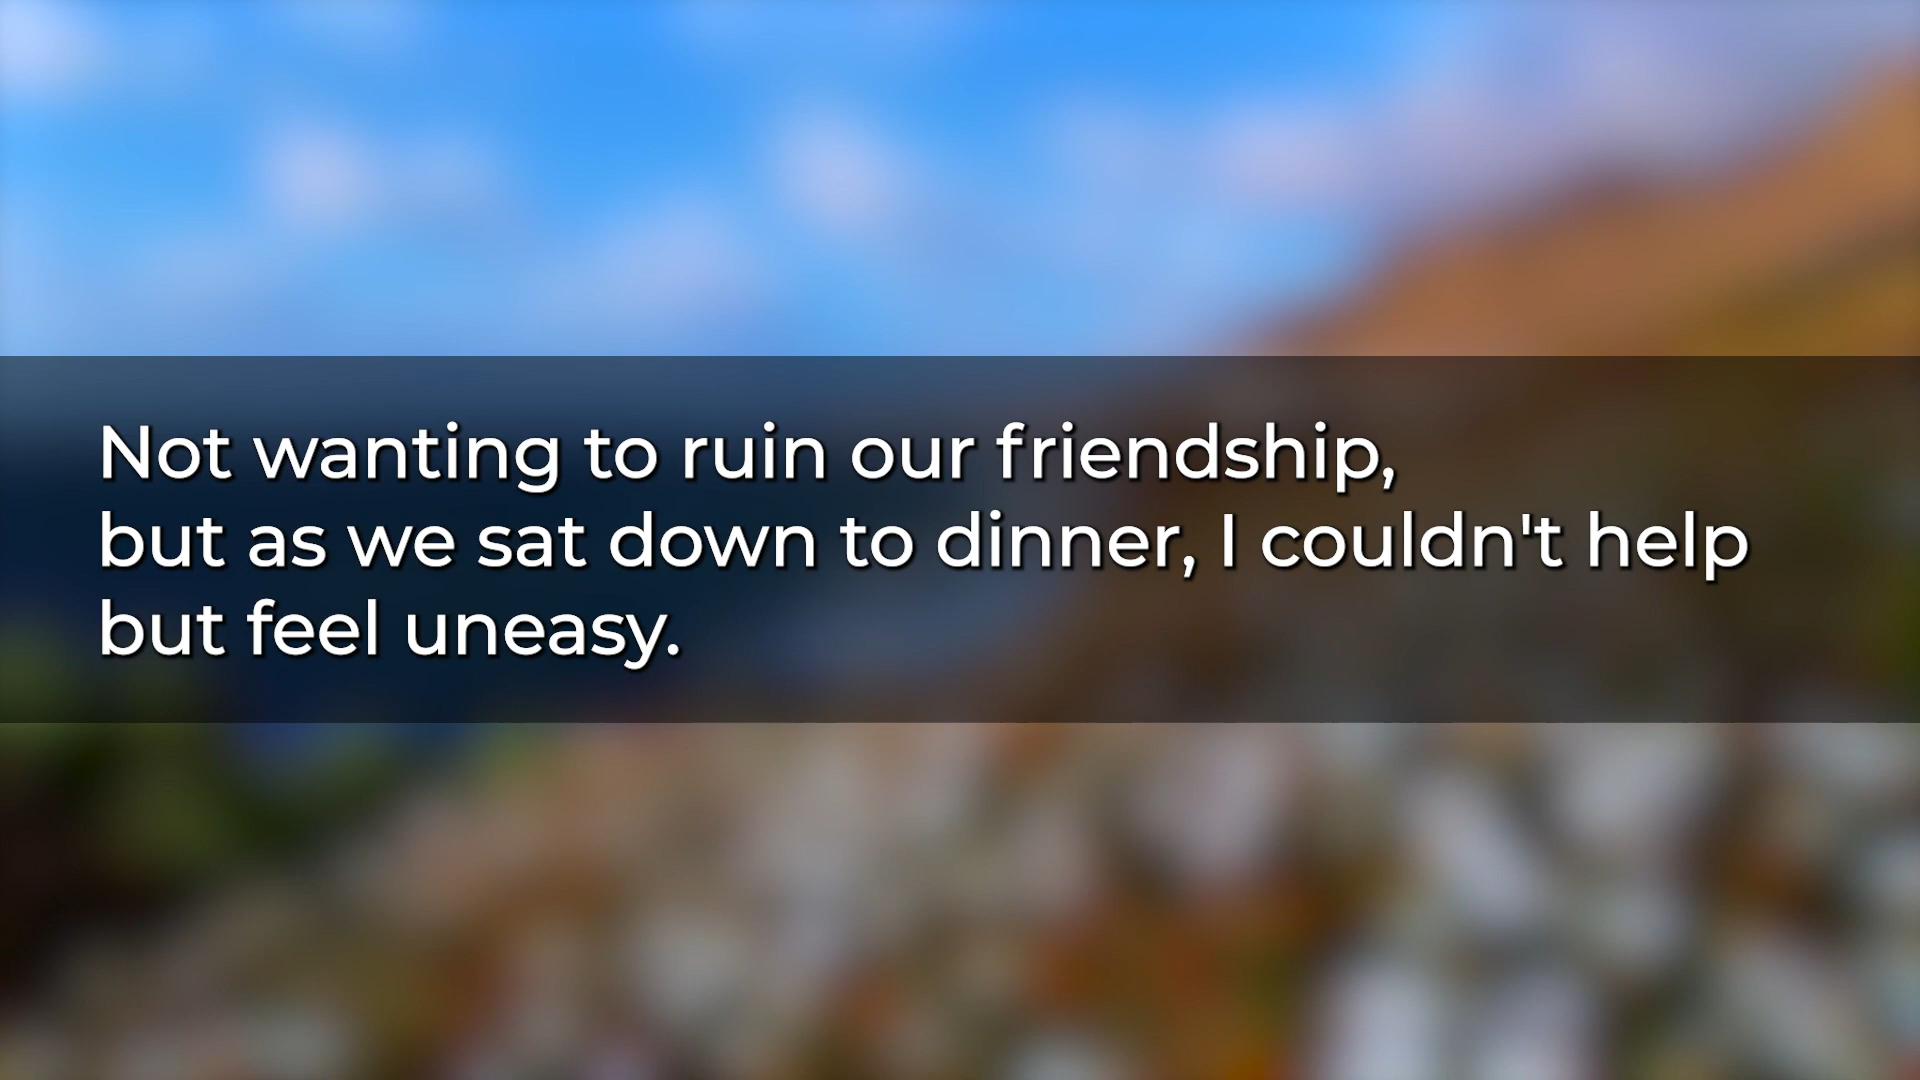 Not wanting to ruin our friendship,
but as we sat down to dinner, I couldn't help
but feel uneasy.